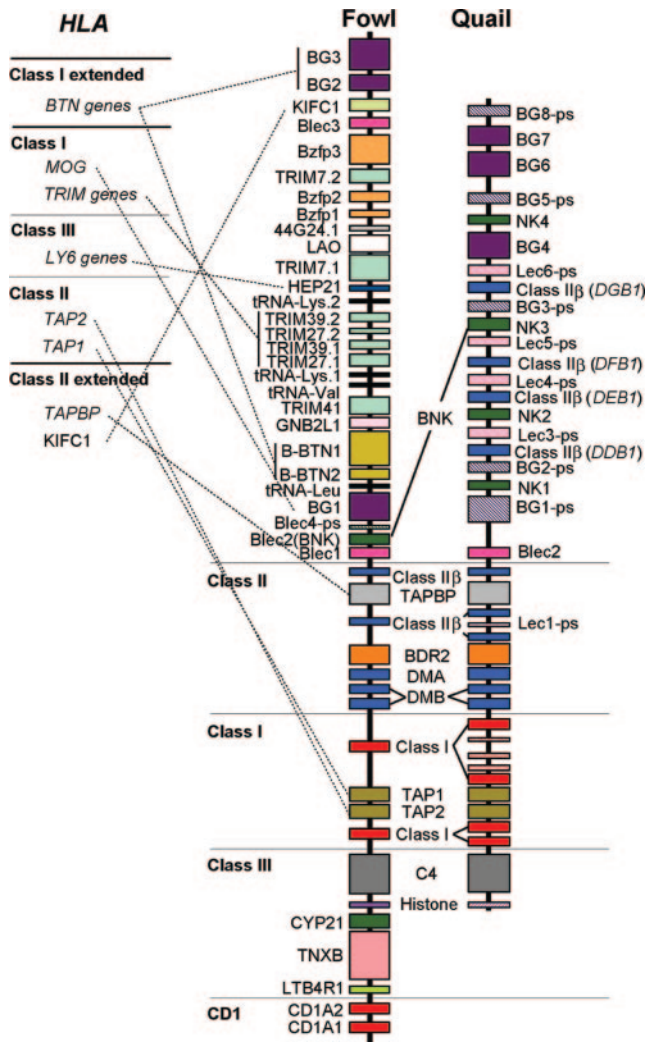 HLA
Fowl
Quail
Class I extended
BTN genes
Class I
MOG
TRIM genes
Class III
LY6 genes
Class II
TAP2
TAP1
Class II extended
TAPBP
KIFC1
BG3
BG2
KIFC1
Blec3
Bzfp3
TRIM7.2
Bzfp2
Bzfp1
44G24.1
LAO
TRIM7.1
HEP21
tRNA-Lys.2
TRIM39.2
TRIM27.2
TRIM39.1
TRIM27.1
tRNA-Lys.1
tRNA-Val
TRIM41
GNB2L1
B-BTN1
B-BTN2
tRNA-Leu
BG1
Blec4-ps
Blec2(BNK)
Blec1
BNK
BG8-ps
BG7
BG6
BG5-ps
NK4
BG4
Lec6-ps
Class IIβ (DGB1)
BG3-ps
NK3
Lec5-ps
Class IIβ (DFB1)
Lec4-ps
Class IIβ (DEB1)
NK2
Lec3-ps
Class IIβ (DDB1)
BG2-ps
NK1
BG1-ps
Blec2
Class II
Class IIβ
TAPBP
Class IIβ
Lec1-ps
BDR2
DMA
DMB
Class I
Class I
TAP1
TAP2
Class I
Class III
C4
Histone
CYP21
TNXB
LTB4R1
CD1
CD1A2
CD1A1